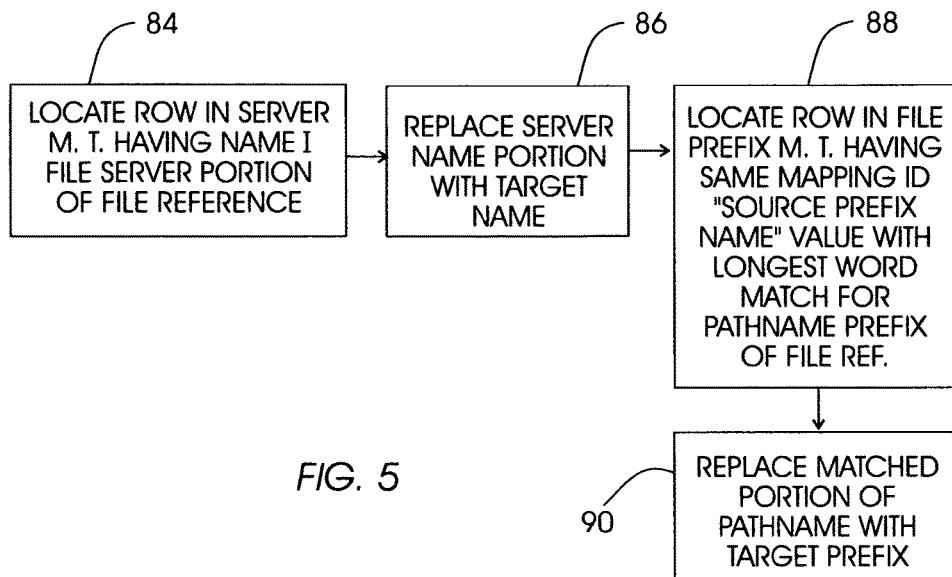 84
LOCATE ROW IN SERVER
M. T. HAVING NAME I
FILE SERVER PORTION
OF FILE REFERENCE
86
REPLACE SERVER
NAME PORTION
WITH TARGET
NAME
88
LOCATE ROW IN FILE
PREFIX M. T. HAVING
SAME MAPPING ID
"SOURCE PREFIX
NAME" VALUE WITH
LONGEST WORD
MATCH FOR
PATHNAME PREFIX
OF FILE REF.
90
REPLACE MATCHED
PORTION OF
PATHNAME WITH
TARGET PREFIX
FIG. 5